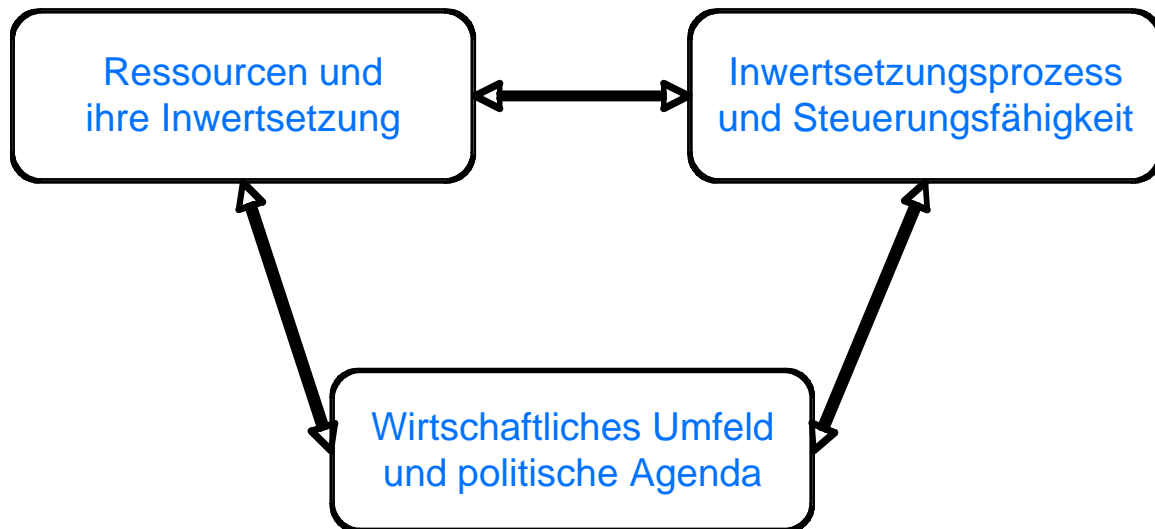 Ressourcen und
ihre Inwertsetzung
Inwertsetzungsprozess
und Steuerungsfähigkeit
Wirtschaftliches Umfeld
und politische Agenda